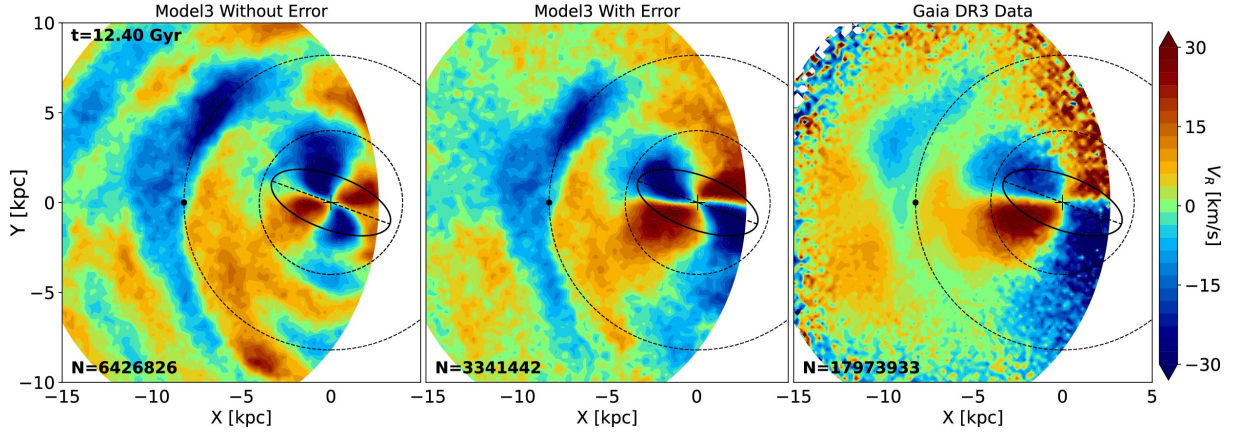 Model3 Without Error
Model3 With Error
Gaia DR3 Data
t=12.40 Gyr
N=6426826
N=3341442
N=17973933
10
5
0
−5
−10
Y [kpc]
−15
−10
−5
0
−15
−10
−5
0
−15
−10
−5
0
5
X [kpc]
X [kpc]
X [kpc]
30
15
0
−15
−30
V_R [km/s]